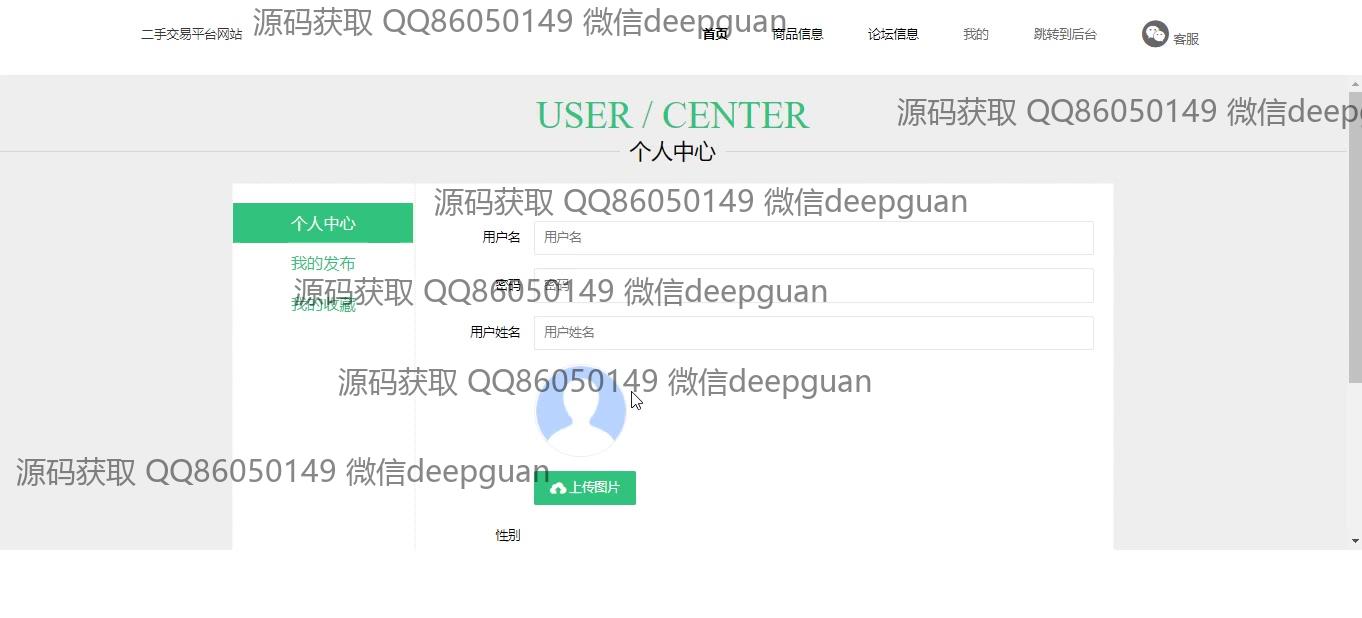 源码获取 QQ86050149 微信deepguan
二手交易平台网站 首页 商品信息 论坛信息 我的 跳转到后台 客服
USER / CENTER
源码获取 QQ86050149 微信deepg
个人中心
源码获取 QQ86050149 微信deepguan
个人中心
用户名 用户名
我的发布
密码 密码
源码获取 QQ86050149 微信deepguan
我的收藏
用户姓名 用户姓名
源码获取 QQ86050149 微信deepguan
源码获取 QQ86050149 微信deepguan
上传图片
性别